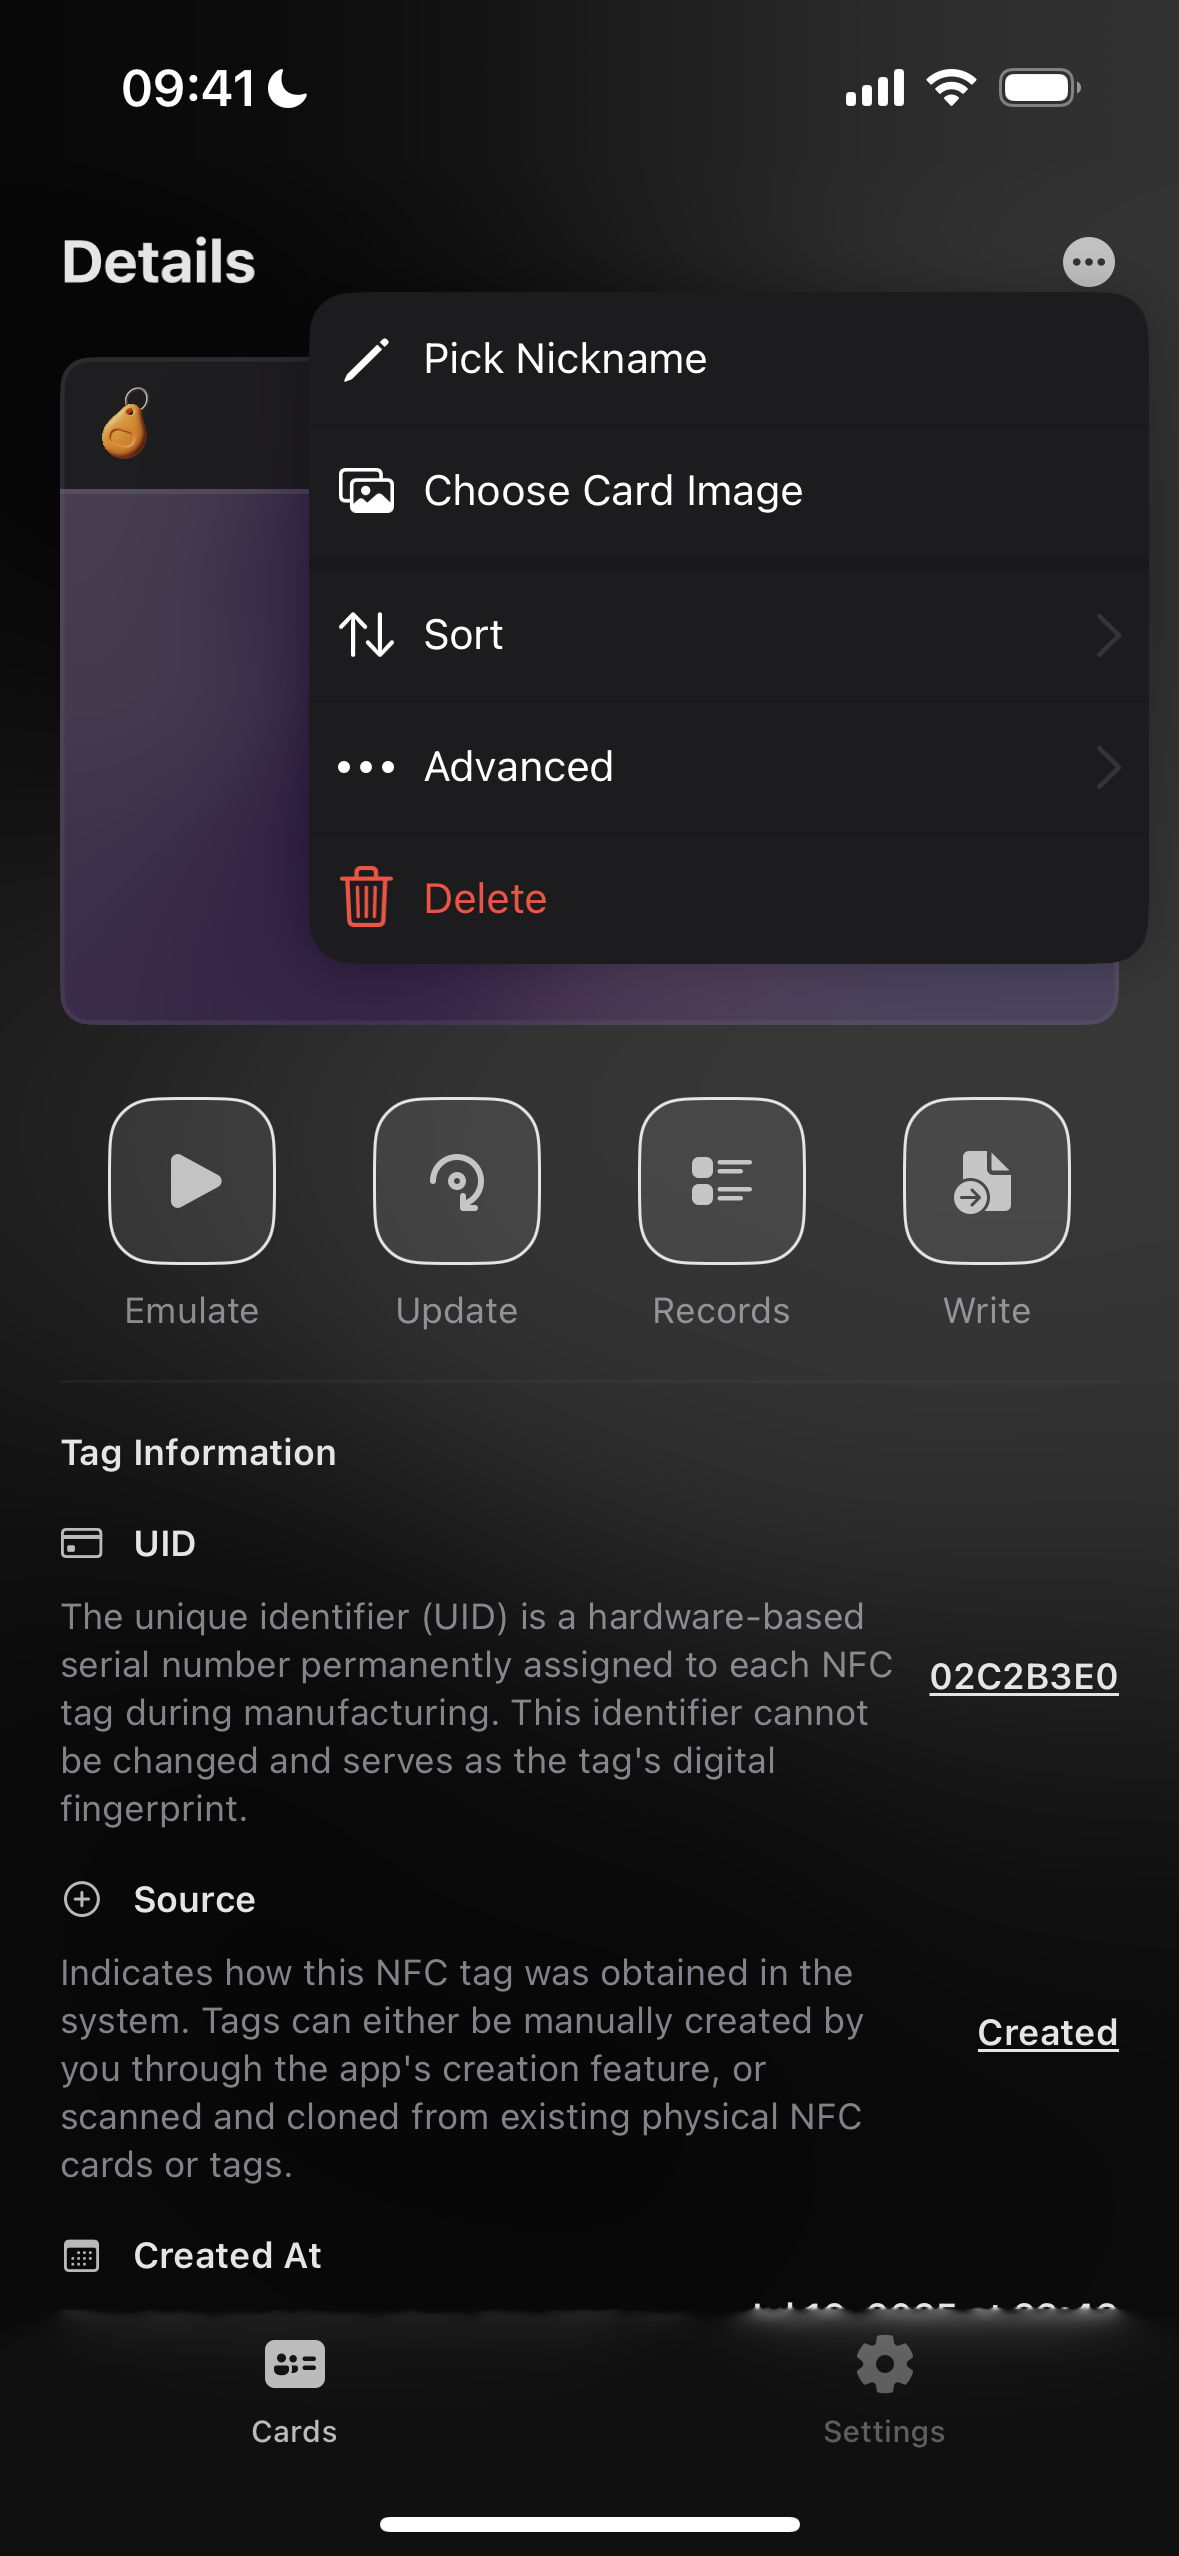 09:41
Details
Pick Nickname
Choose Card Image
Sort
Advanced
Delete
Emulate
Update
Records
Write
Tag Information
UID
The unique identifier (UID) is a hardware-based
serial number permanently assigned to each NFC
tag during manufacturing. This identifier cannot
be changed and serves as the tag's digital
fingerprint.
02C2B3E0
Source
Indicates how this NFC tag was obtained in the
system. Tags can either be manually created by
you through the app's creation feature, or
scanned and cloned from existing physical NFC
cards or tags.
Created
Created At
Cards
Settings